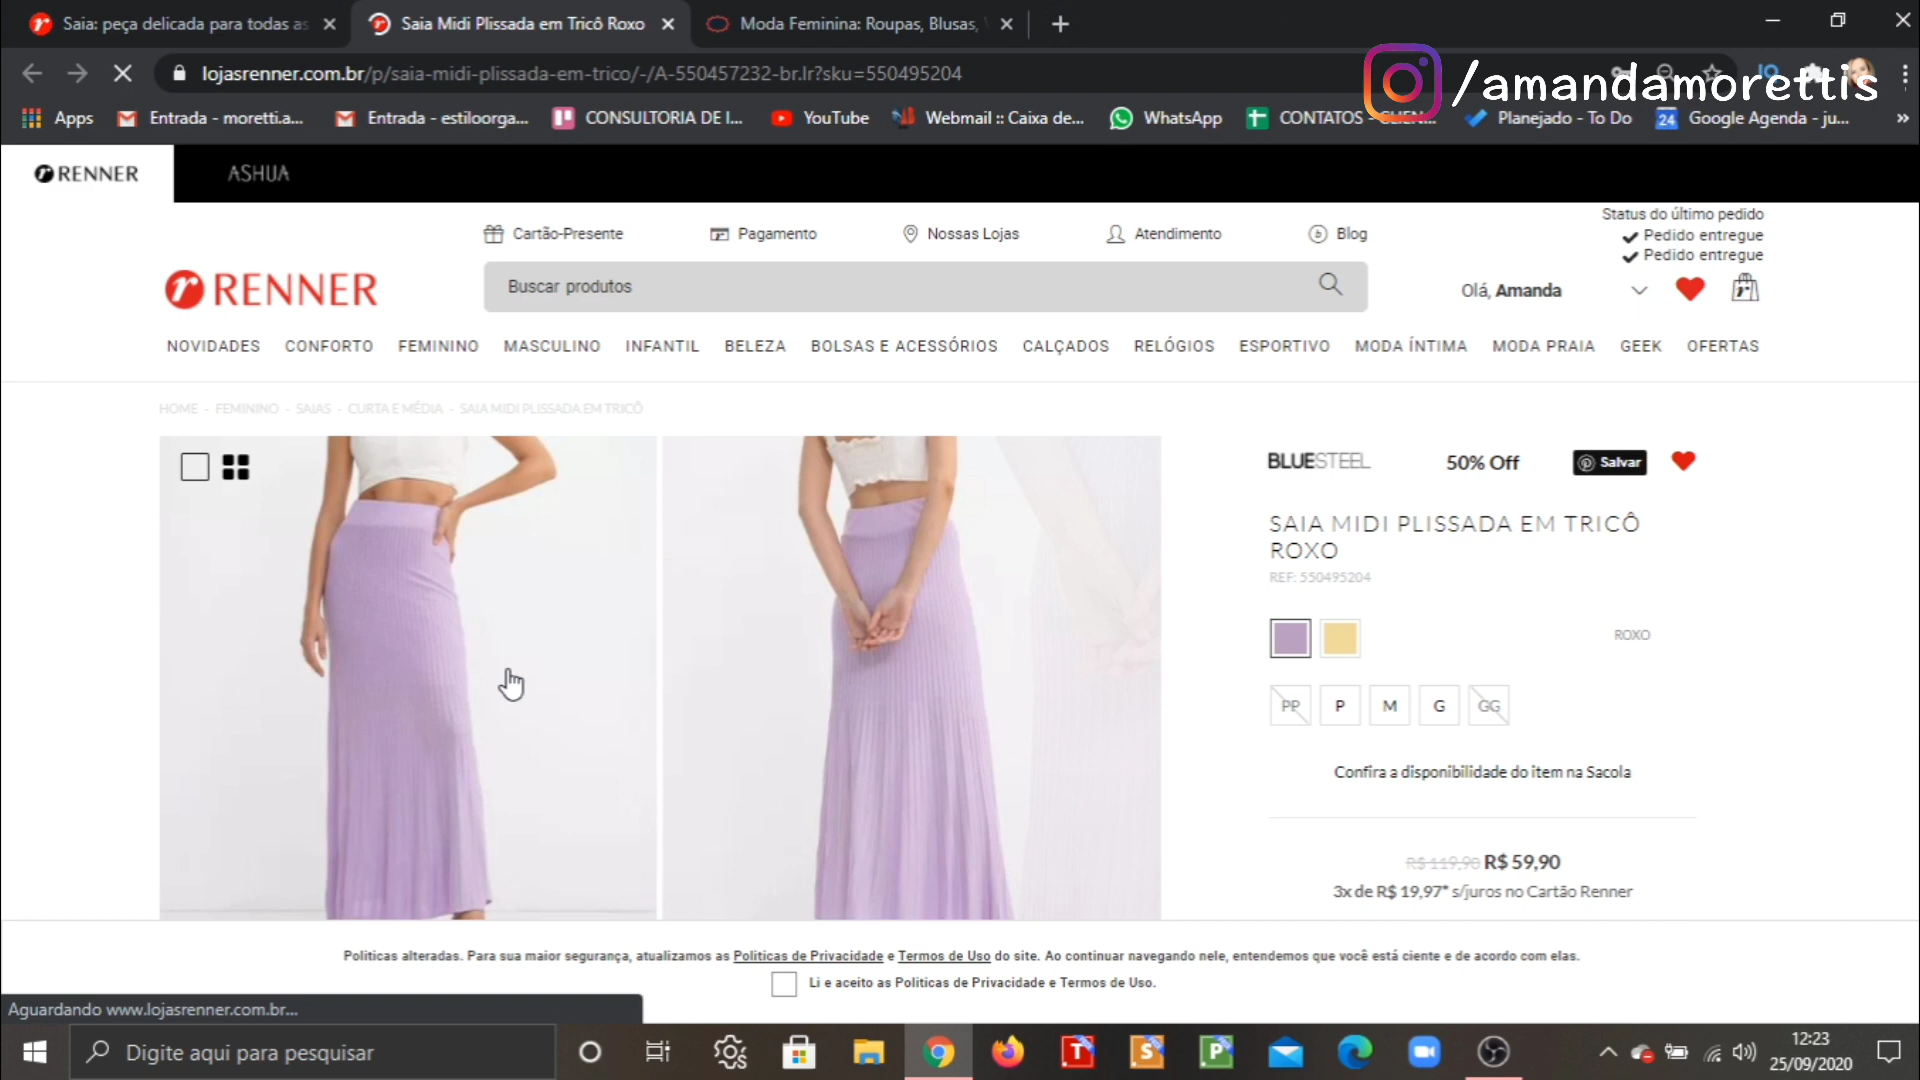 Saia: peça delicada para todas as
Saia Midi Plissada em Tricô Roxo
Moda Feminina: Roupas, Blusas,
lojasrenner.com.br/p/saia-midi-plissada-em-trico/-/A-550457232-br.lr?sku=550495204
/amandamorettis
Apps
Entrada - moretti.a...
Entrada - estiloorga...
CONSULTORIA DE I...
YouTube
Webmail :: Caixa de...
WhatsApp
CONTATOS - CLIEN...
Planejado - To Do
24
Google Agenda - ju...
RENNER
ASHUA
Status do último pedido
Cartão-Presente
Pagamento
Nossas Lojas
Atendimento
Blog
Pedido entregue
Pedido entregue
RENNER
Buscar produtos
Olá, Amanda
NOVIDADES CONFORTO FEMININO MASCULINO INFANTIL BELEZA BOLSAS E ACESSÓRIOS CALÇADOS RELÓGIOS ESPORTIVO MODA ÍNTIMA MODA PRAIA GEEK OFERTAS
HOME - FEMININO - SAIAS - CURTA E MÉDIA - SAIA MIDI PLISSADA EM TRICÔ
BLUESTEEL
50% Off
Salvar
SAIA MIDI PLISSADA EM TRICÔ
ROXO
REF: 550495204
ROXO
PP P M G GG
Confira a disponibilidade do item na Sacola
R$ 119,90 R$ 59,90
3x de R$ 19,97* s/juros no Cartão Renner
Politicas alteradas. Para sua maior segurança, atualizamos as Politicas de Privacidade e Termos de Uso do site. Ao continuar navegando nele, entendemos que você está ciente e de acordo com elas.
Li e aceito as Politicas de Privacidade e Termos de Uso.
Aguardando www.lojasrenner.com.br...
Digite aqui para pesquisar
T
S
P
12:23
25/09/2020